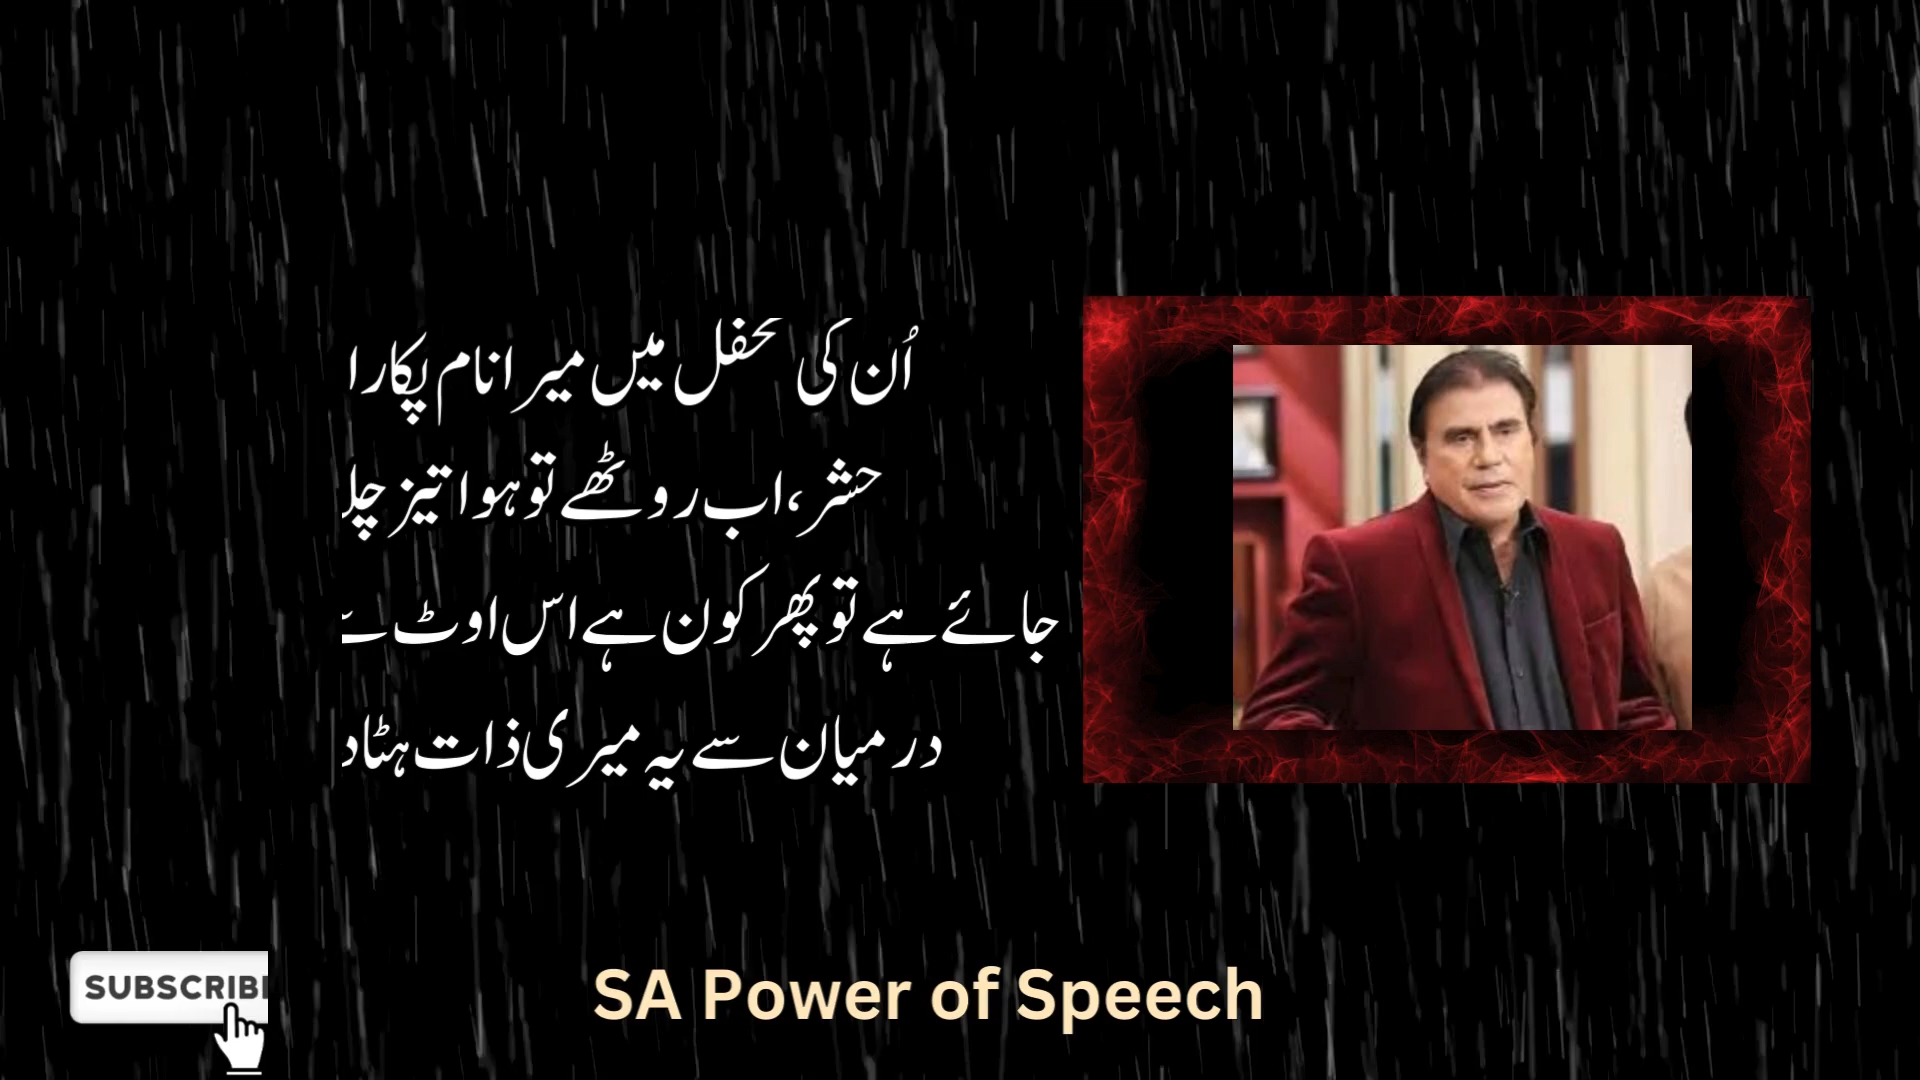 اُن کی محفل میں میرا نام پکارا
حشر، اب روٹھے تو ہوا تیز چل
جائے ہے تو پھر کون ہے اس اوٹ سے
درمیان سے یہ میری ذات ہٹا د
SUBSCRIBE
SA Power of Speech